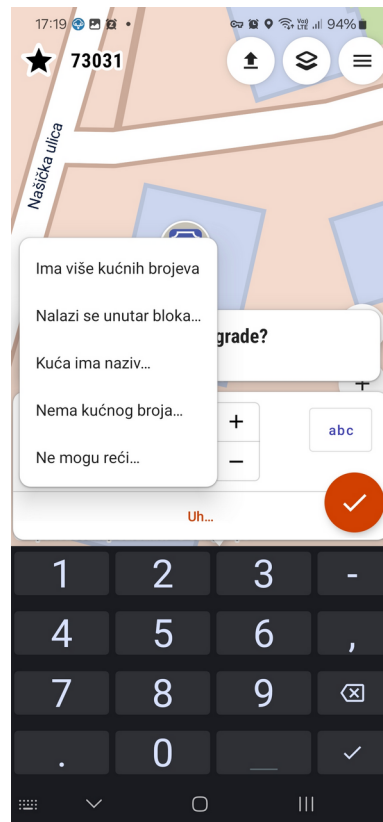 17:19
94%
73031
Našička ulica
Ima više kućnih brojeva
Nalazi se unutar bloka...
grade?
Kuća ima naziv...
Nema kućnog broja...
+
abc
Ne mogu reći...
−
Uh...
1 2 3 -
4 5 6 ,
7 8 9
. 0 _